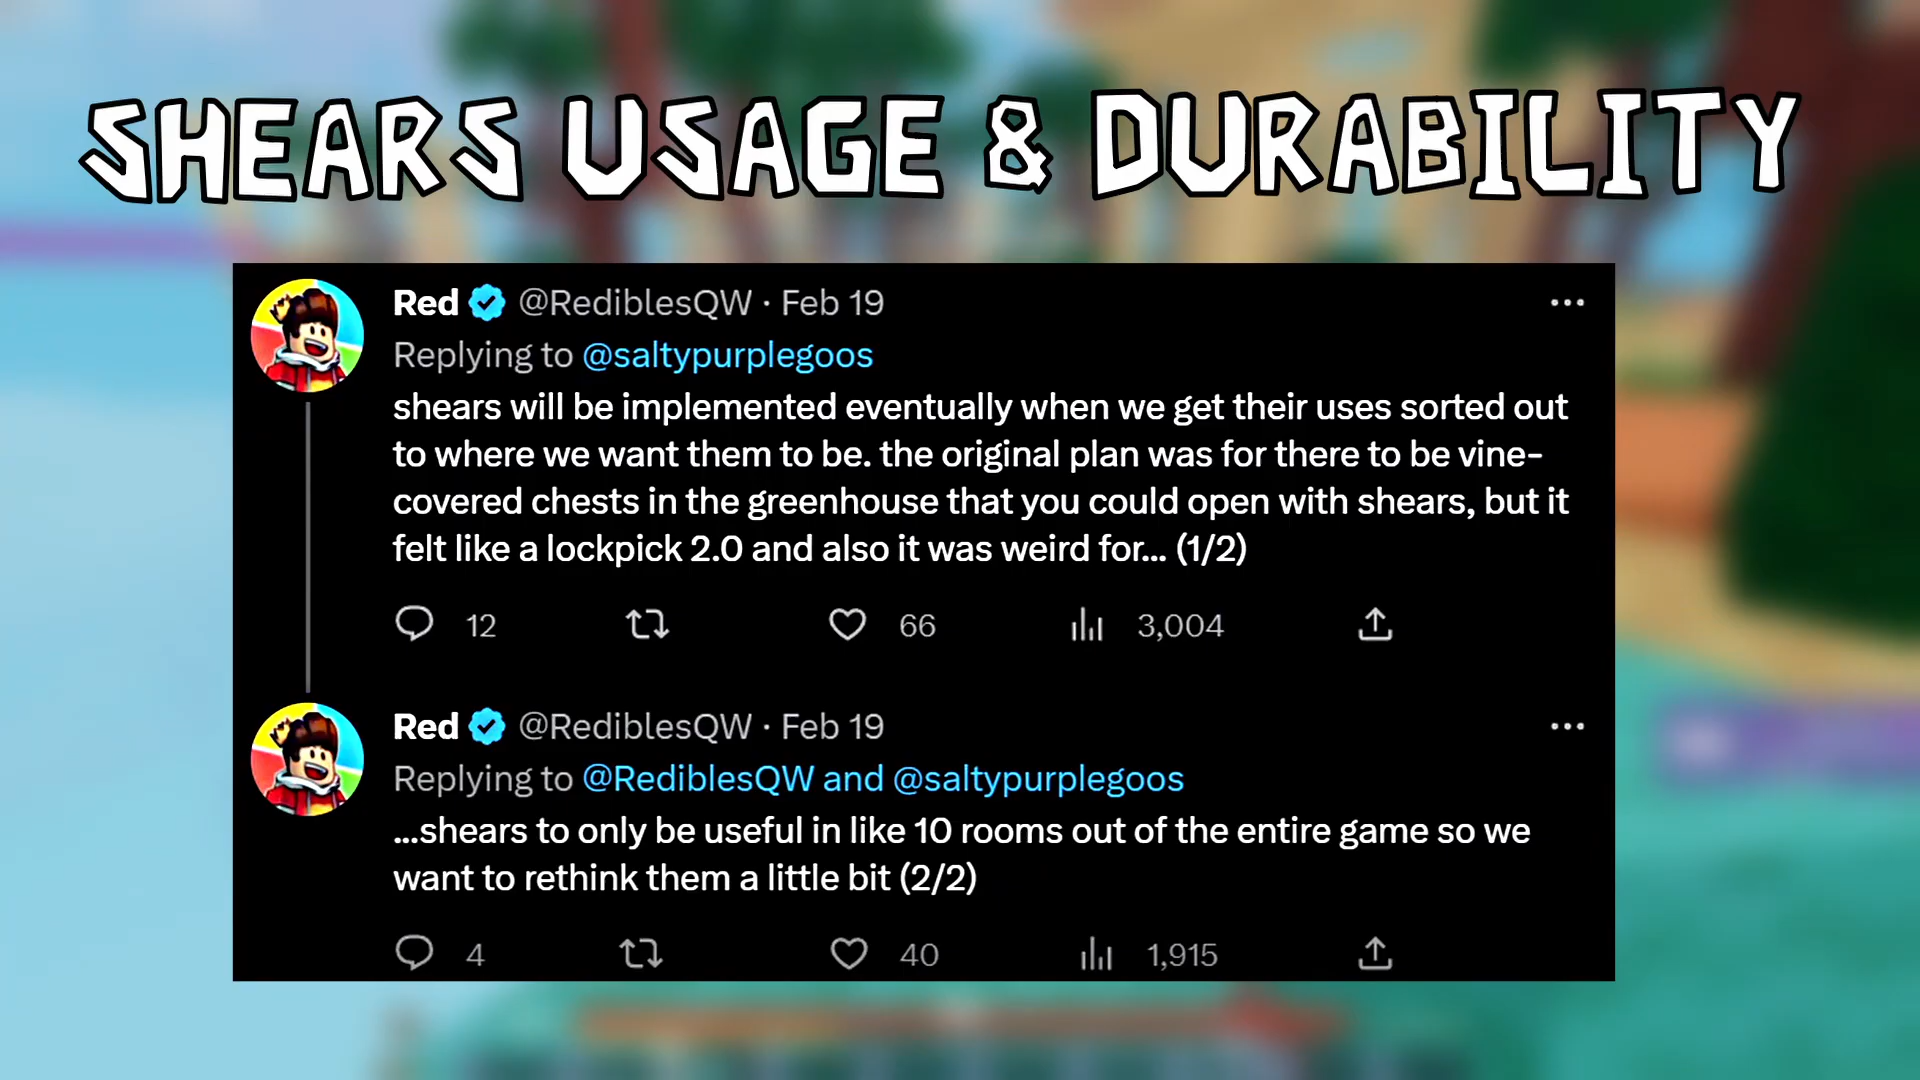 SHEARS USAGE & DURABILITY
Red @RediblesQW · Feb 19
Replying to @saltypurplegoos
shears will be implemented eventually when we get their uses sorted out
to where we want them to be. the original plan was for there to be vine-
covered chests in the greenhouse that you could open with shears, but it
felt like a lockpick 2.0 and also it was weird for... (1/2)
12 66 3,004
Red @RediblesQW · Feb 19
Replying to @RediblesQW and @saltypurplegoos
...shears to only be useful in like 10 rooms out of the entire game so we
want to rethink them a little bit (2/2)
4 40 1,915